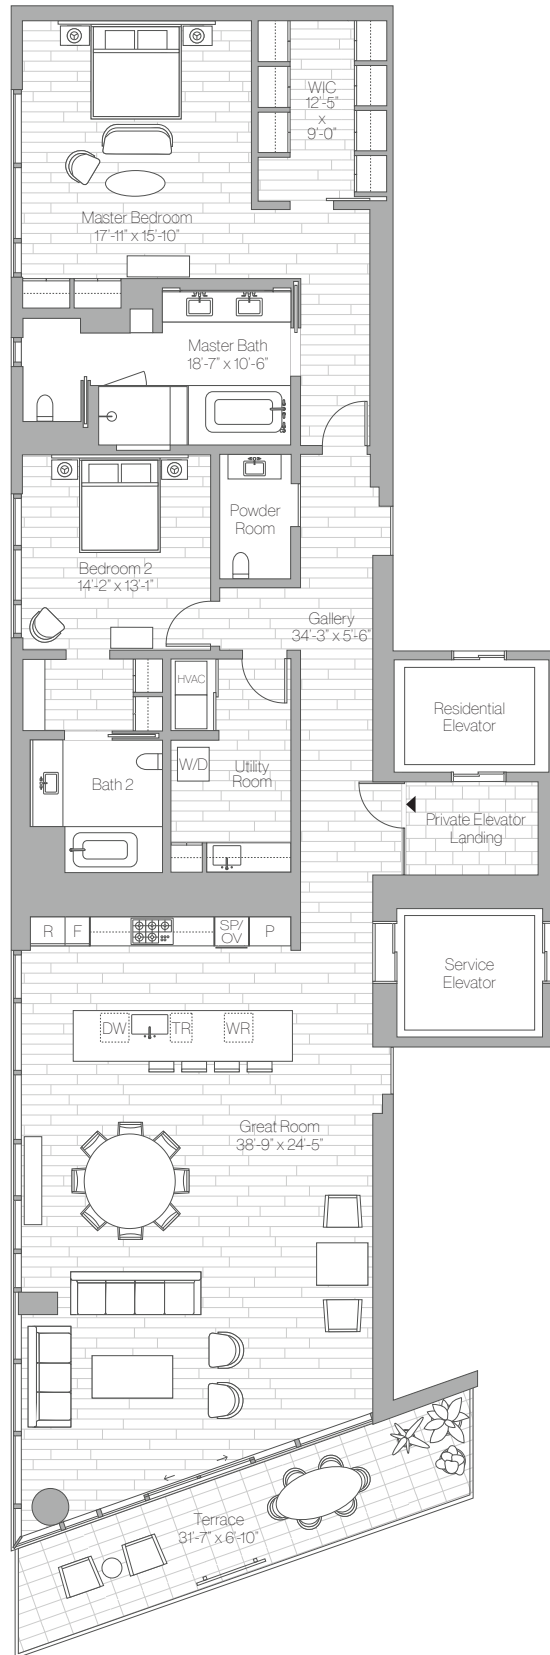 WIC
12'-5"
x
9'-0"
Master Bedroom
17'-11" x 15'-10"
Master Bath
18'-7" x 10'-6"
Powder
Room
Bedroom 2
14'-2" x 13'-1"
Gallery
34'-3" x 5'-6"
HVAC
Residential
Elevator
W/D
Utility
Room
Bath 2
Private Elevator
Landing
R
F
SP/
OV
P
Service
Elevator
DW
TR
WR
Great Room
38'-9" x 24'-5"
Terrace
31'-7" x 6'-10"